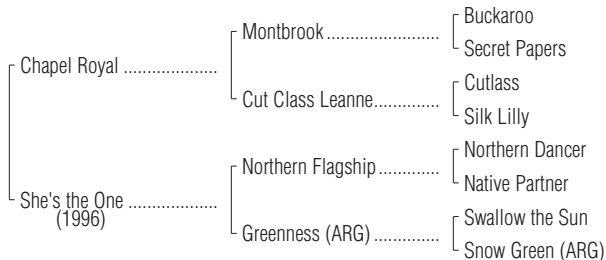 Buckaroo
Montbrook ........................
Secret Papers
Chapel Royal ....................
Cutlass
Cut Class Leanne..............
Silk Lilly
Northern Dancer
Northern Flagship .............
Native Partner
She's the One ...................
(1996)
Swallow the Sun
Greenness (ARG) ..............
Snow Green (ARG)